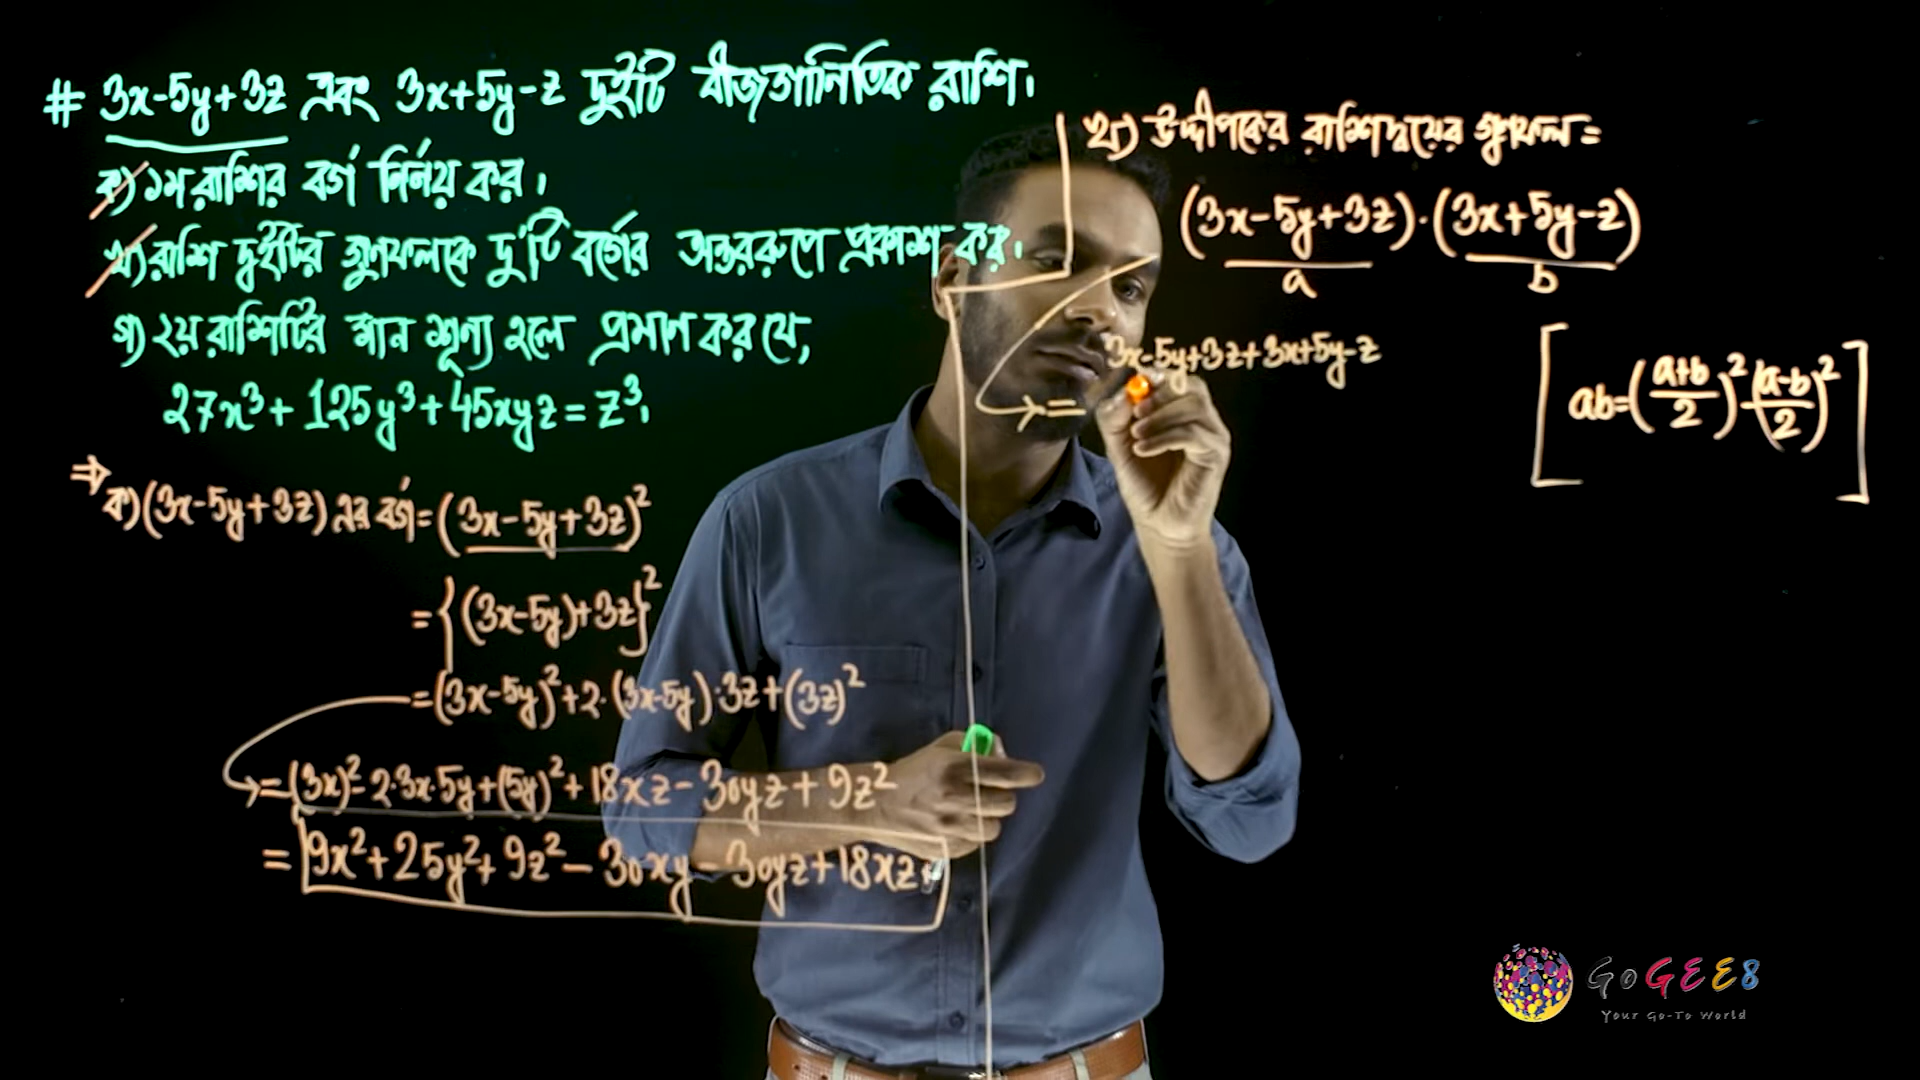 # 3x-5y+3z এবং 3x+5y-z দুইটি বীজগানিতিক রাশি।
ক) ১ম রাশির বর্গ নির্নয় কর।
খ) রাশি দুইটির গুণফলকে দু'টি বর্গের অন্তররুপে প্রকাশ কর।
গ) ২য় রাশিটির মান শূন্য হলে প্রমাণ কর যে,
27x³ + 125y³ + 45xyz = z³।
⇒ ক) (3x-5y+3z) এর বর্গ = (3x-5y+3z)²
= {(3x-5y)+3z}²
= (3x-5y)² + 2·(3x-5y)·3z + (3z)²
= (3x)² - 2·3x·5y + (5y)² + 18xz - 30yz + 9z²
= 9x² + 25y² + 9z² - 30xy - 30yz + 18xz
খ) উদ্দীপকের রাশিদ্বয়ের গুণফল =
(3x-5y+3z)·(3x+5y-z)
a b
= 3x-5y+3z+3x+5y-z
[ab = ((a+b)/2)² ((a-b)/2)²]
GoGEE8
Your Go-To World